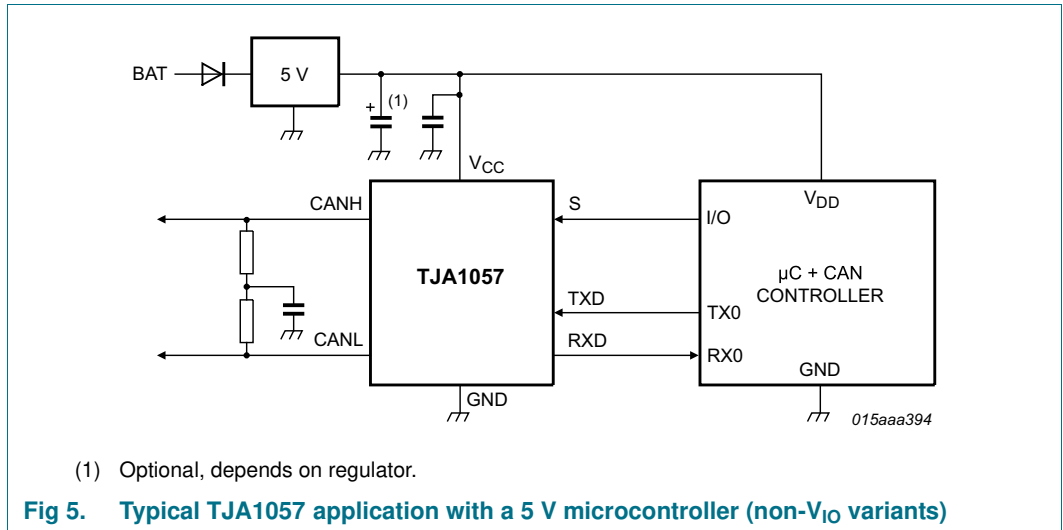 BAT
5 V
+ (1)
VCC
CANH
S
I/O
VDD
TJA1057
µC + CAN
CONTROLLER
TXD
TX0
CANL
RXD
RX0
GND
GND
015aaa394
(1) Optional, depends on regulator.
Fig 5. Typical TJA1057 application with a 5 V microcontroller (non-VIO variants)